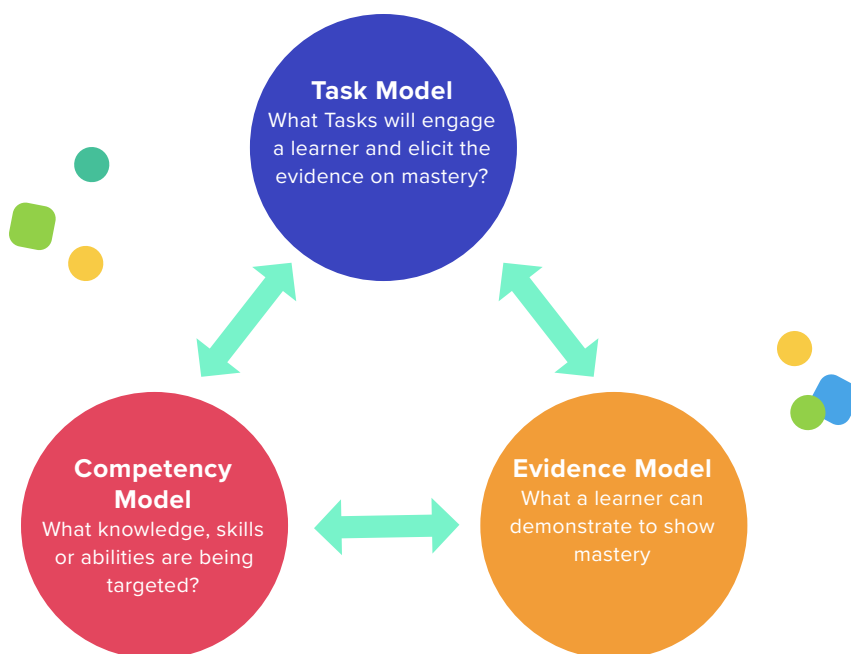 Task Model
What Tasks will engage
a learner and elicit the
evidence on mastery?
Competency
Model
What knowledge, skills
or abilities are being
targeted?
Evidence Model
What a learner can
demonstrate to show
mastery